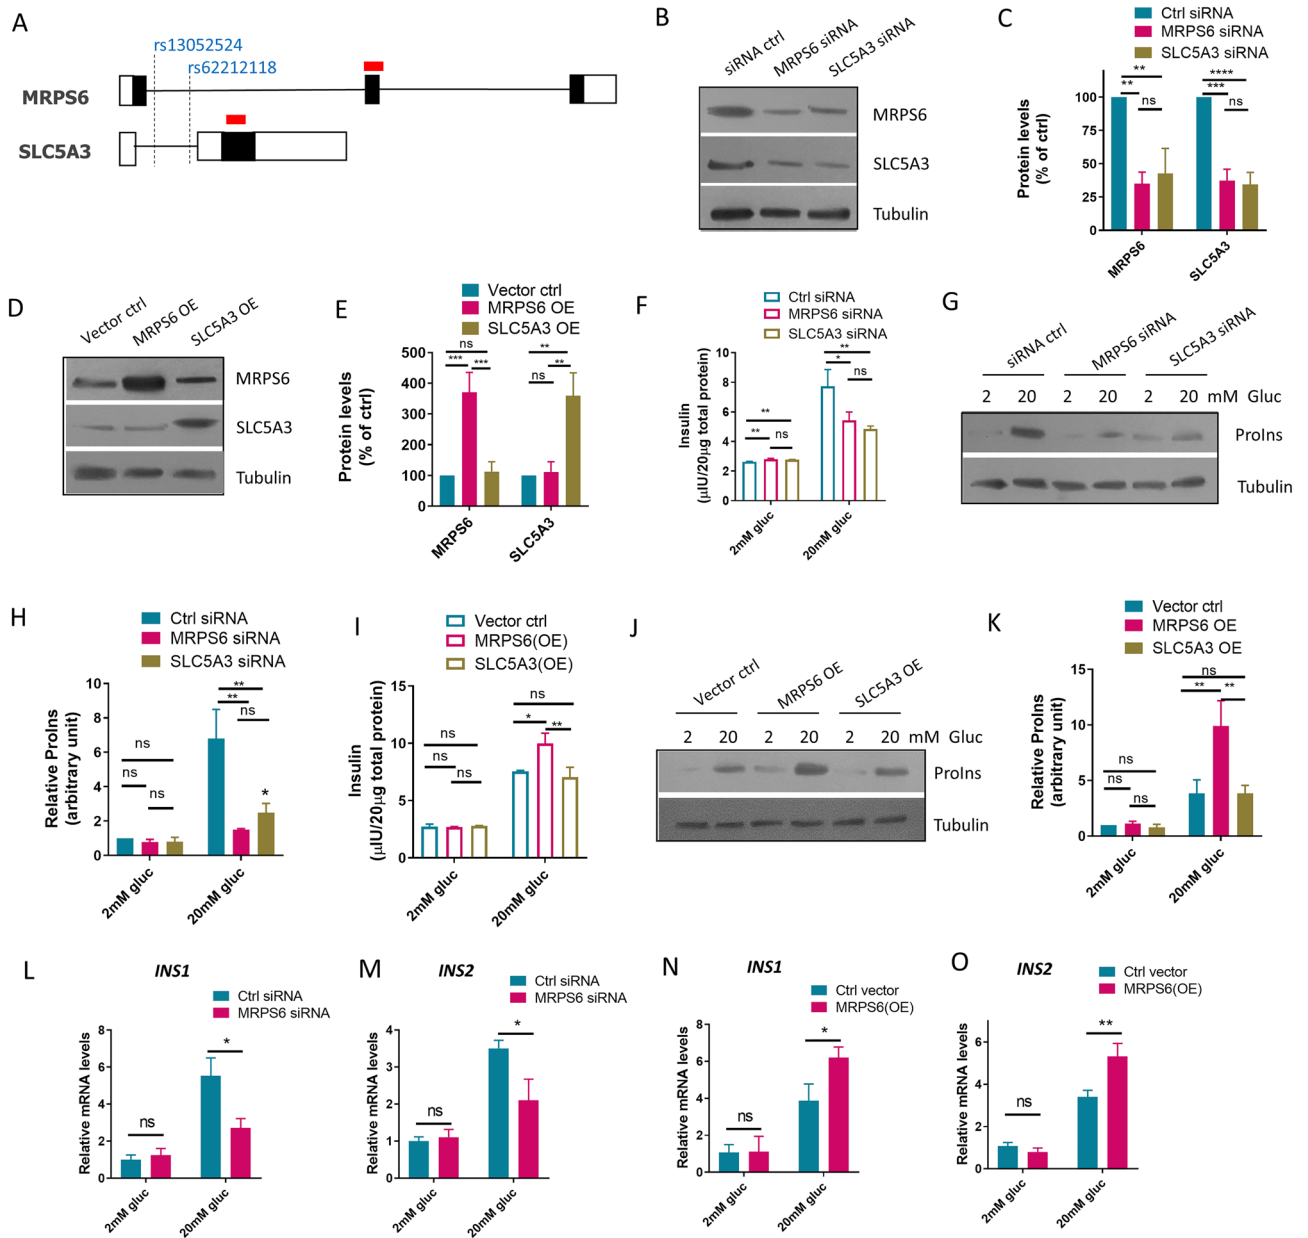 A
rs13052524
rs62212118
MRPS6
SLC5A3
B
siRNA ctrl
MRPS6 siRNA
SLC5A3 siRNA
MRPS6
SLC5A3
Tubulin
C
Ctrl siRNA
MRPS6 siRNA
SLC5A3 siRNA
Protein levels
(% of ctrl)
100
75
50
25
0
**
**
ns
****
***
ns
MRPS6
SLC5A3
D
Vector ctrl
MRPS6 OE
SLC5A3 OE
MRPS6
SLC5A3
Tubulin
E
Vector ctrl
MRPS6 OE
SLC5A3 OE
Protein levels
(% of ctrl)
500
400
300
200
100
0
ns
***
***
**
ns
**
MRPS6
SLC5A3
F
Ctrl siRNA
MRPS6 siRNA
SLC5A3 siRNA
Insulin
(µIU/20µg total protein)
10
8
6
4
2
0
**
**
ns
**
*
ns
2mM gluc
20mM gluc
G
siRNA ctrl
MRPS6 siRNA
SLC5A3 siRNA
2 20 2 20 2 20 mM Gluc
ProIns
Tubulin
H
Ctrl siRNA
MRPS6 siRNA
SLC5A3 siRNA
Relative ProIns
(arbitrary unit)
10
8
6
4
2
0
ns
ns
ns
**
**
ns
*
2mM gluc
20mM gluc
I
Vector ctrl
MRPS6(OE)
SLC5A3(OE)
Insulin
(µIU/20µg total protein)
15
10
5
0
ns
ns
ns
ns
*
**
2mM gluc
20mM gluc
J
Vector ctrl
MRPS6 OE
SLC5A3 OE
2 20 2 20 2 20 mM Gluc
ProIns
Tubulin
K
Vector ctrl
MRPS6 OE
SLC5A3 OE
Relative ProIns
(arbitrary unit)
15
10
5
0
ns
ns
ns
ns
**
**
2mM gluc
20mM gluc
L
INS1
Ctrl siRNA
MRPS6 siRNA
Relative mRNA levels
8
6
4
2
0
ns
*
2mM gluc
20mM gluc
M
INS2
Ctrl siRNA
MRPS6 siRNA
Relative mRNA levels
4
3
2
1
0
ns
*
2mM gluc
20mM gluc
N
INS1
Ctrl vector
MRPS6(OE)
Relative mRNA levels
8
6
4
2
0
ns
*
2mM gluc
20mM gluc
O
INS2
Ctrl vector
MRPS6(OE)
Relative mRNA levels
6
4
2
0
ns
**
2mM gluc
20mM gluc